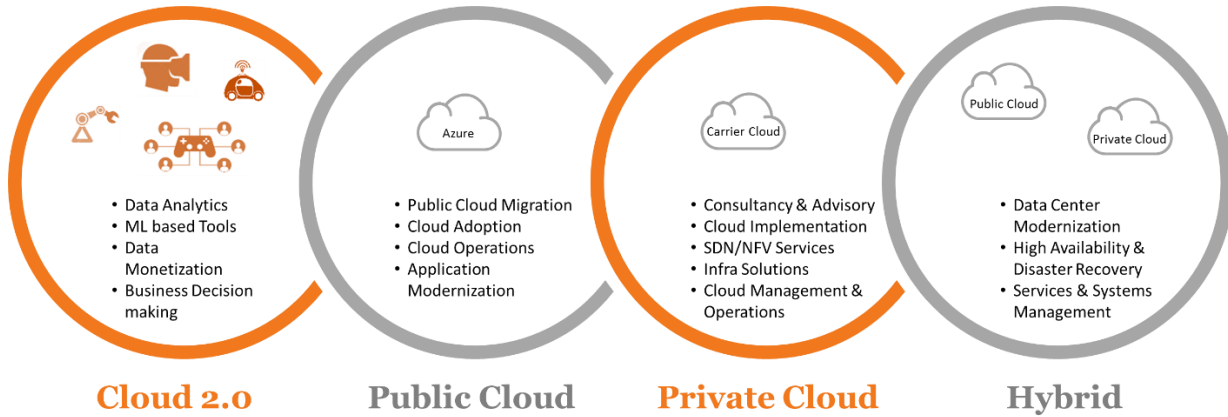 Azure
Carrier Cloud
Public Cloud
Private Cloud
• Data Analytics
• ML based Tools
• Data
Monetization
• Business Decision
making
• Public Cloud Migration
• Cloud Adoption
• Cloud Operations
• Application
Modernization
• Consultancy & Advisory
• Cloud Implementation
• SDN/NFV Services
• Infra Solutions
• Cloud Management &
Operations
• Data Center
Modernization
• High Availability &
Disaster Recovery
• Services & Systems
Management
Cloud 2.0
Public Cloud
Private Cloud
Hybrid